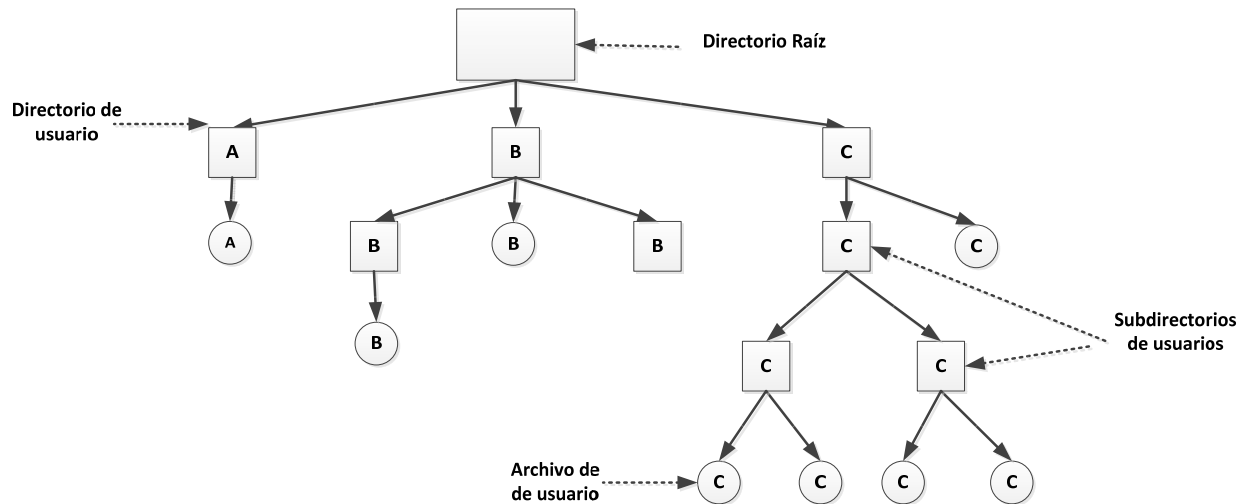 Directorio Raíz
Directorio de
usuario
A
B
C
A
B
B
B
C
C
B
Subdirectorios
de usuarios
C
C
Archivo de
de usuario
C
C
C
C